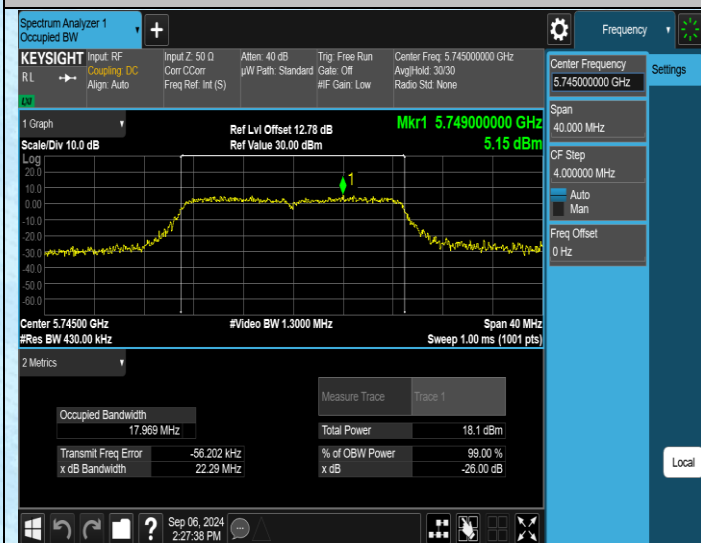 Spectrum Analyzer 1
Occupied BW
+
Frequency
KEYSIGHT
Input: RF
Coupling: DC
Align: Auto
Input Z: 50 Ω
Corr CCorr
Freq Ref: Int (S)
Atten: 40 dB
µW Path: Standard
Trig: Free Run
Gate: Off
#IF Gain: Low
Center Freq: 5.745000000 GHz
Avg|Hold: 30/30
Radio Std: None
RL
LXI
Center Frequency
5.745000000 GHz
Settings
Span
40.000 MHz
CF Step
4.000000 MHz
Auto
Man
Freq Offset
0 Hz
1 Graph
Scale/Div 10.0 dB
Ref Lvl Offset 12.78 dB
Ref Value 30.00 dBm
Mkr1 5.749000000 GHz
5.15 dBm
Log
20.0
10.0
0.00
-10.0
-20.0
-30.0
-40.0
-50.0
-60.0
1
Center 5.74500 GHz
#Video BW 1.3000 MHz
Span 40 MHz
#Res BW 430.00 kHz
Sweep 1.00 ms (1001 pts)
2 Metrics
Measure Trace
Trace 1
Occupied Bandwidth
17.969 MHz
Total Power
18.1 dBm
Transmit Freq Error
-56.202 kHz
% of OBW Power
99.00 %
x dB Bandwidth
22.29 MHz
x dB
-26.00 dB
Local
?
Sep 06, 2024
2:27:38 PM